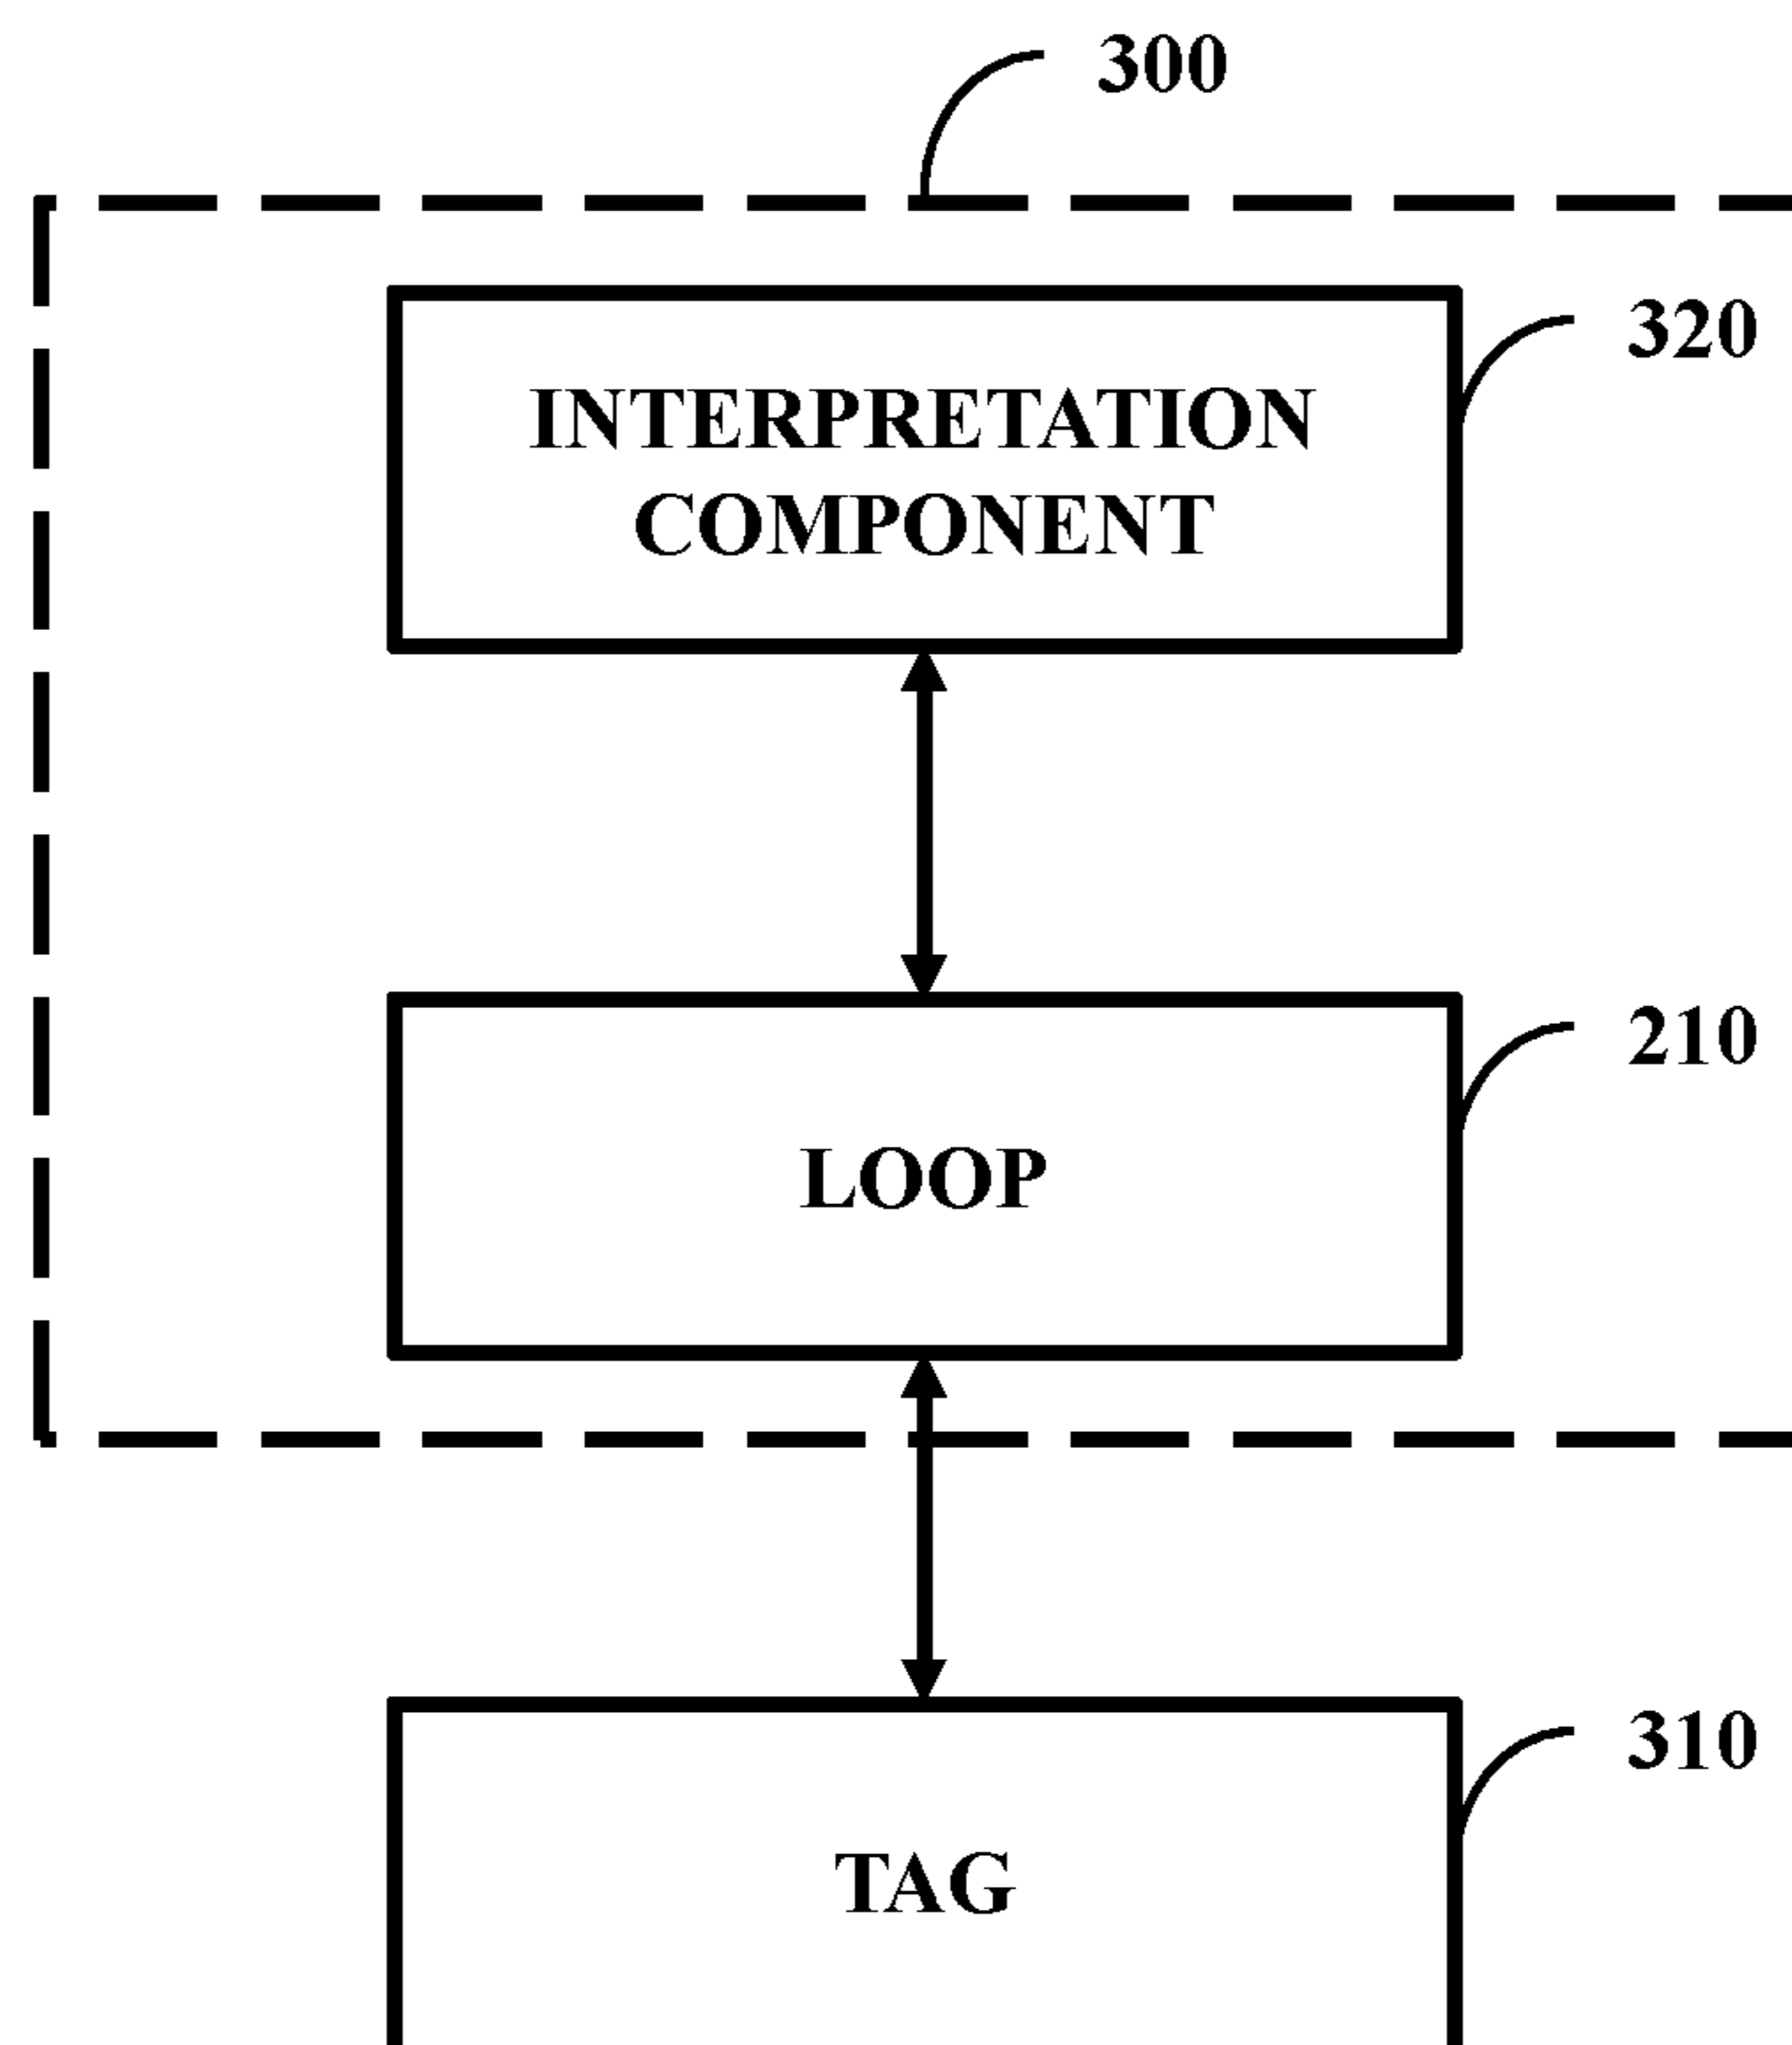 300
320
INTERPRETATION
COMPONENT
210
LOOP
310
TAG